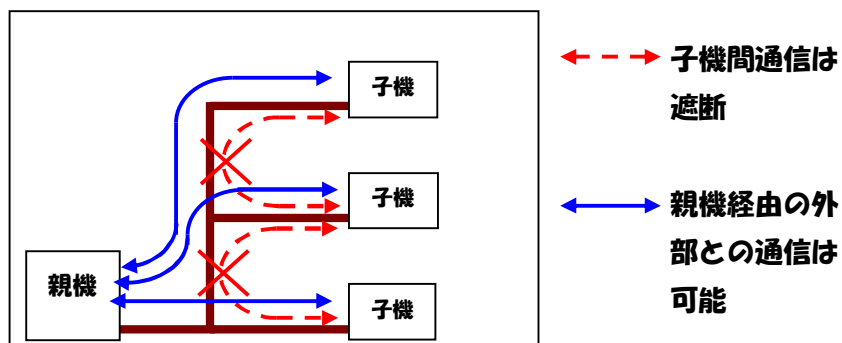 子機
子機
親機
子機
子機間通信は
遮断
親機経由の外
部との通信は
可能